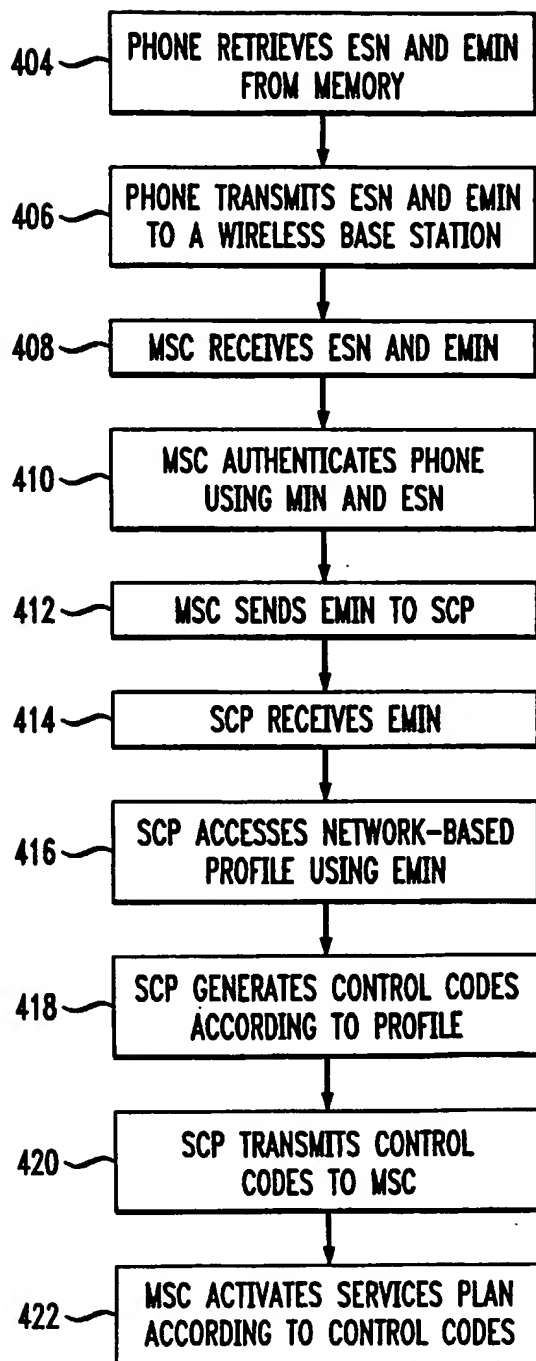 404 PHONE RETRIEVES ESN AND EMIN
FROM MEMORY
406 PHONE TRANSMITS ESN AND EMIN
TO A WIRELESS BASE STATION
408 MSC RECEIVES ESN AND EMIN
410 MSC AUTHENTICATES PHONE
USING MIN AND ESN
412 MSC SENDS EMIN TO SCP
414 SCP RECEIVES EMIN
416 SCP ACCESSES NETWORK-BASED
PROFILE USING EMIN
418 SCP GENERATES CONTROL CODES
ACCORDING TO PROFILE
420 SCP TRANSMITS CONTROL
CODES TO MSC
422 MSC ACTIVATES SERVICES PLAN
ACCORDING TO CONTROL CODES